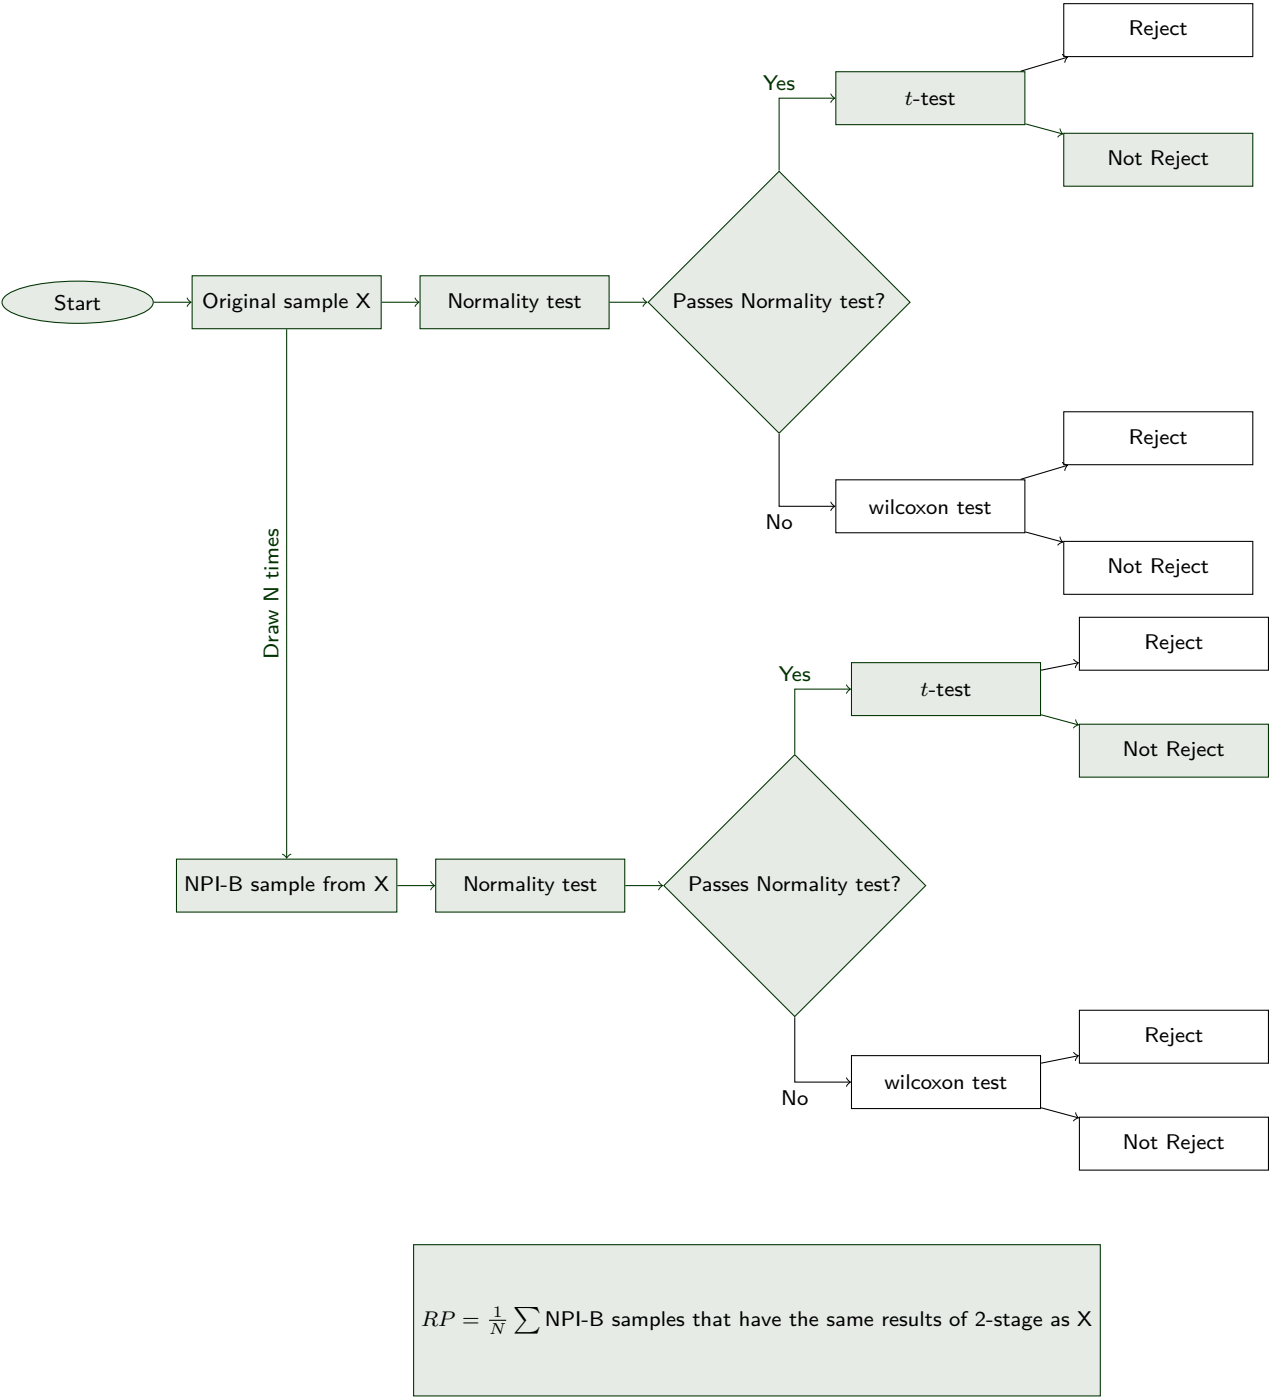 Reject
Yes
t-test
Not Reject
Start
Original sample X
Normality test
Passes Normality test?
Reject
wilcoxon test
No
Not Reject
Draw N times
Reject
Yes
t-test
Not Reject
NPI-B sample from X
Normality test
Passes Normality test?
Reject
wilcoxon test
No
Not Reject
RP = \frac{1}{N} ∑ NPI-B samples that have the same results of 2-stage as X